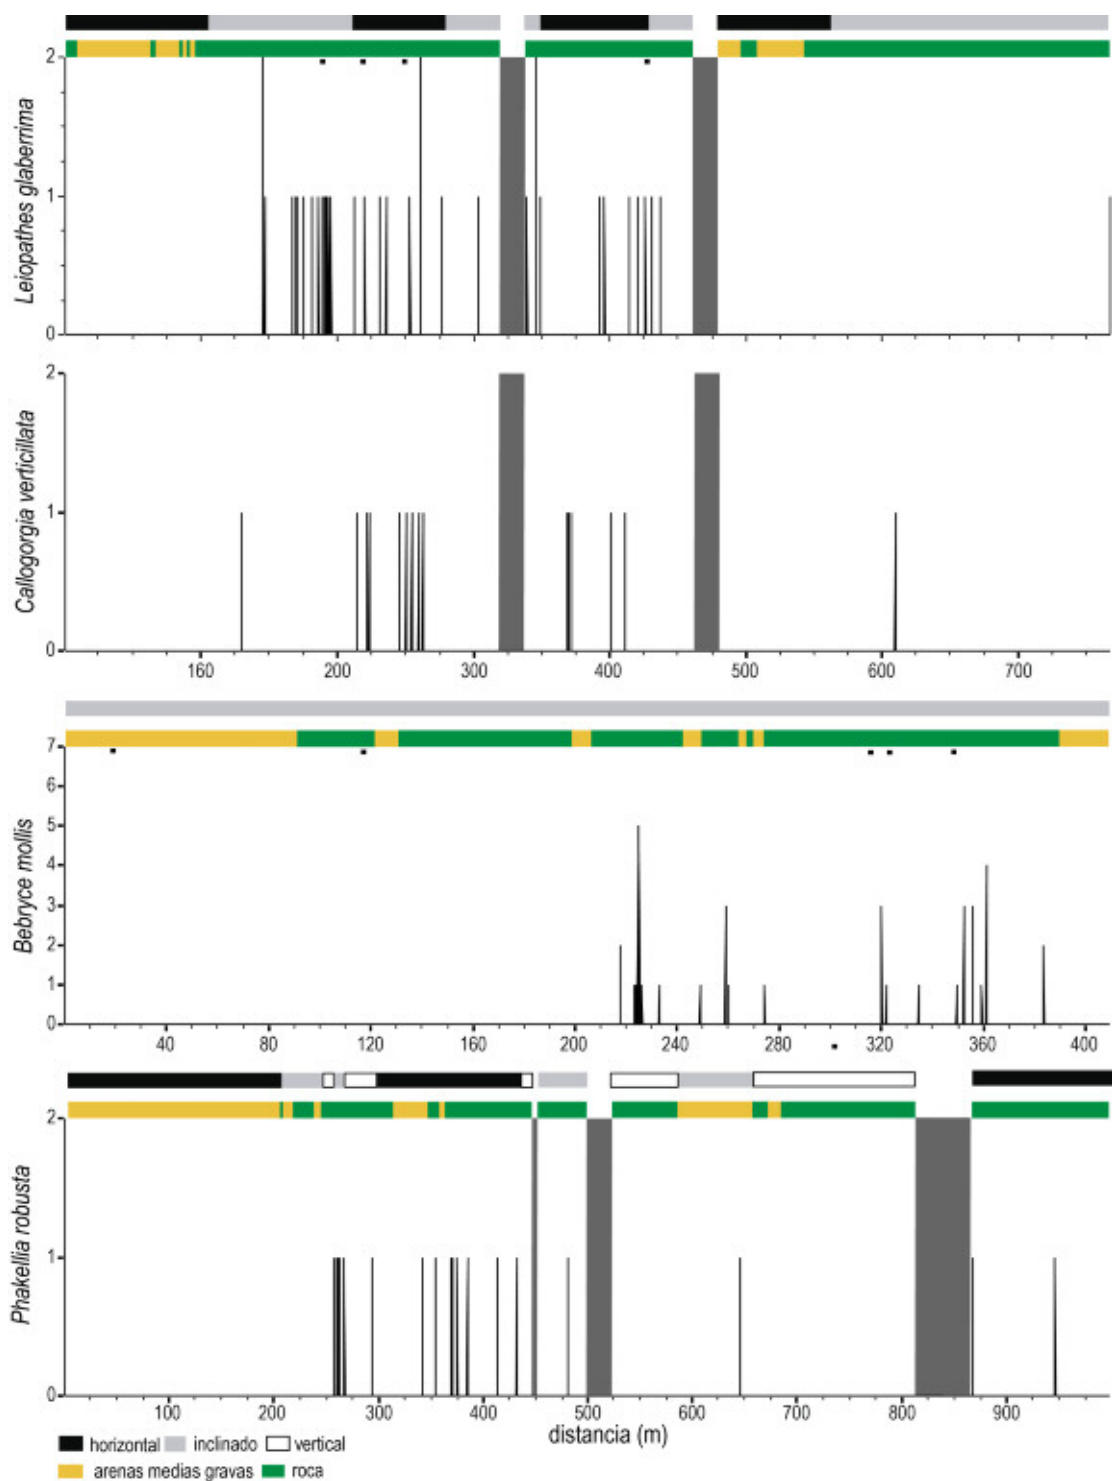 2
1
0
Leiopathes glaberrima
2
1
0
Callogorgia verticillata
160 200 300 400 500 600 700
7
6
5
4
3
2
1
0
Bebryce mollis
40 80 120 160 200 240 280 320 360 400
2
1
0
Phakellia robusta
100 200 300 400 500 600 700 800 900
distancia (m)
horizontal inclinado vertical
arenas medias gravas roca